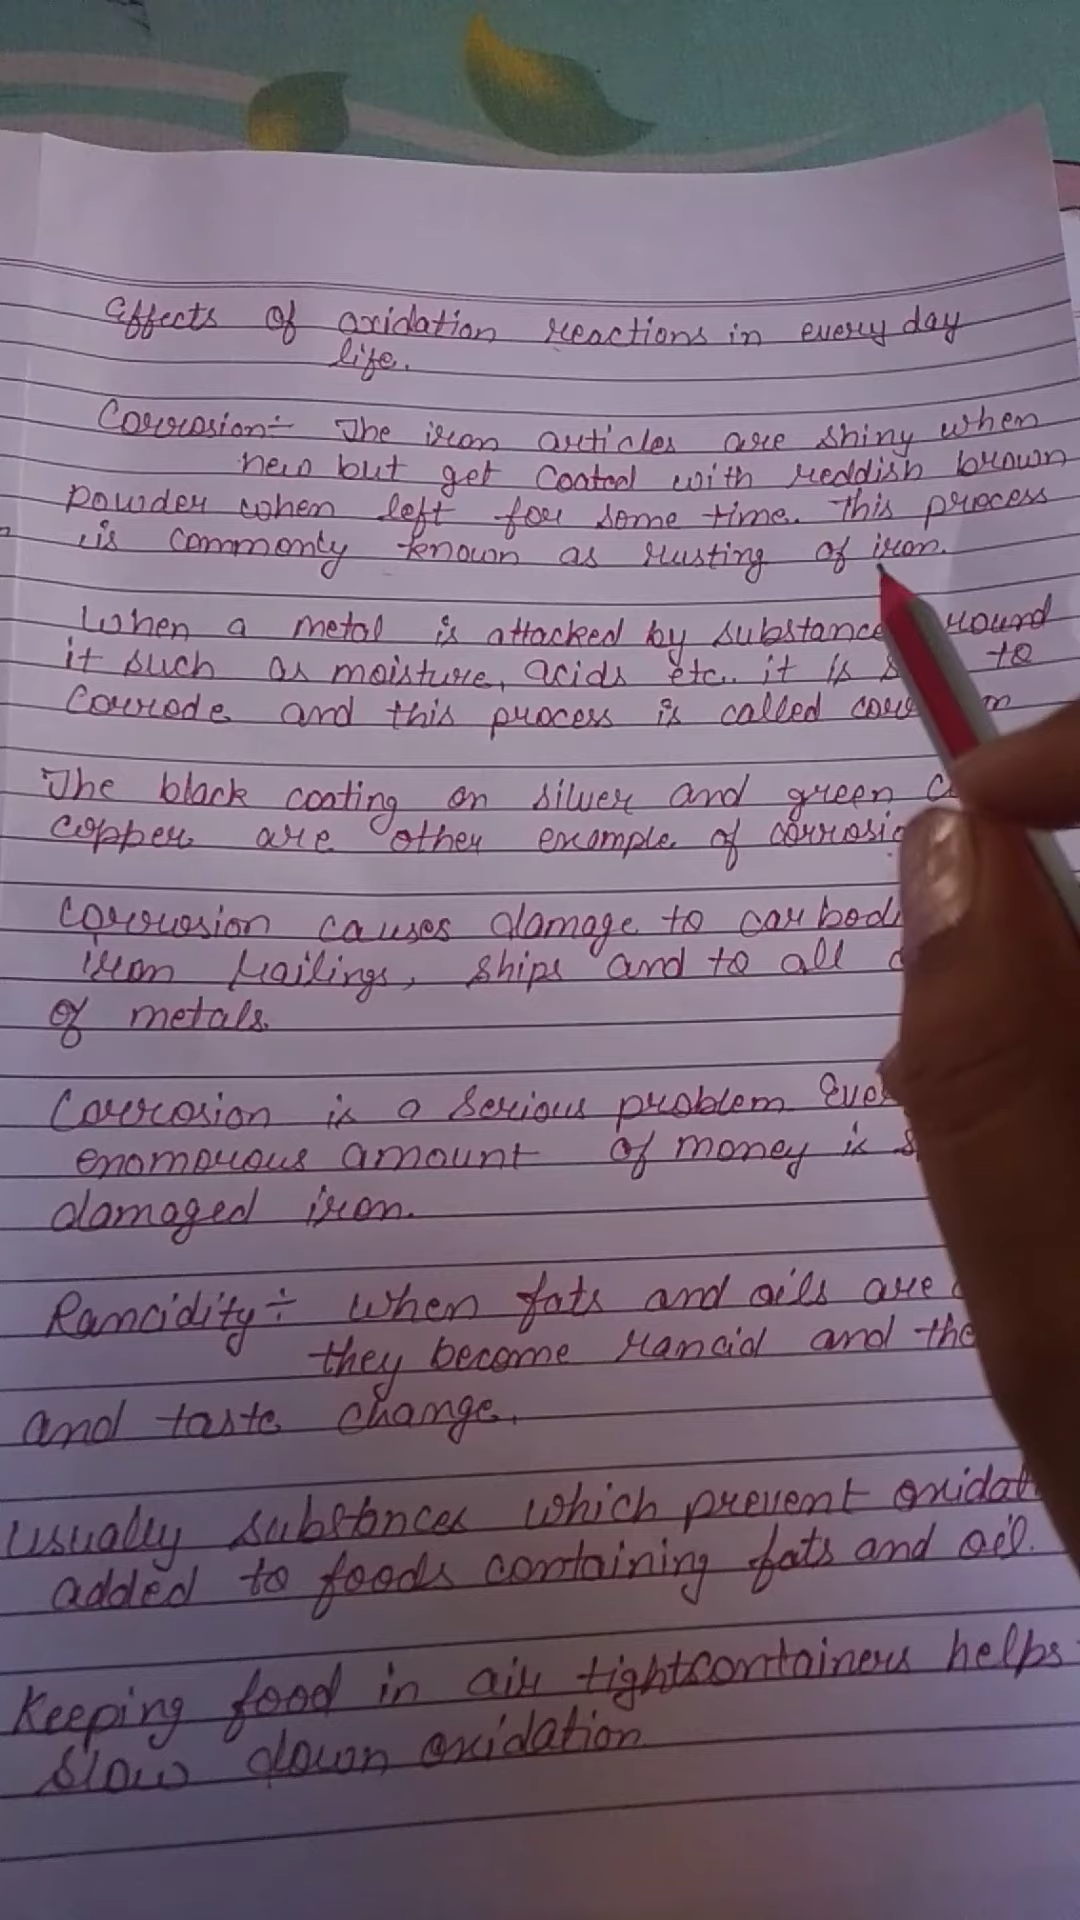 Effects of oxidation reactions in every day
life.
Corrosion:- The iron articles are shiny when
new but get coated with reddish brown
powder when left for some time. This process
is commonly known as rusting of iron.
When a metal is attacked by substance
it such as moisture, acids etc. it is to
corrode and this process is called
The black coating on silver and green
copper are other example of
Corrosion causes damage to car
iron railings, ships and to all
of metals.
Corrosion is a serious problem.
enomorous amount of money is
damaged iron.
Rancidity:- When fats and oils are
they become rancid and
and taste change.
Usually substances which prevent
added to foods containing fats and oil.
Keeping food in air tightcontainers helps
slow down oxidation